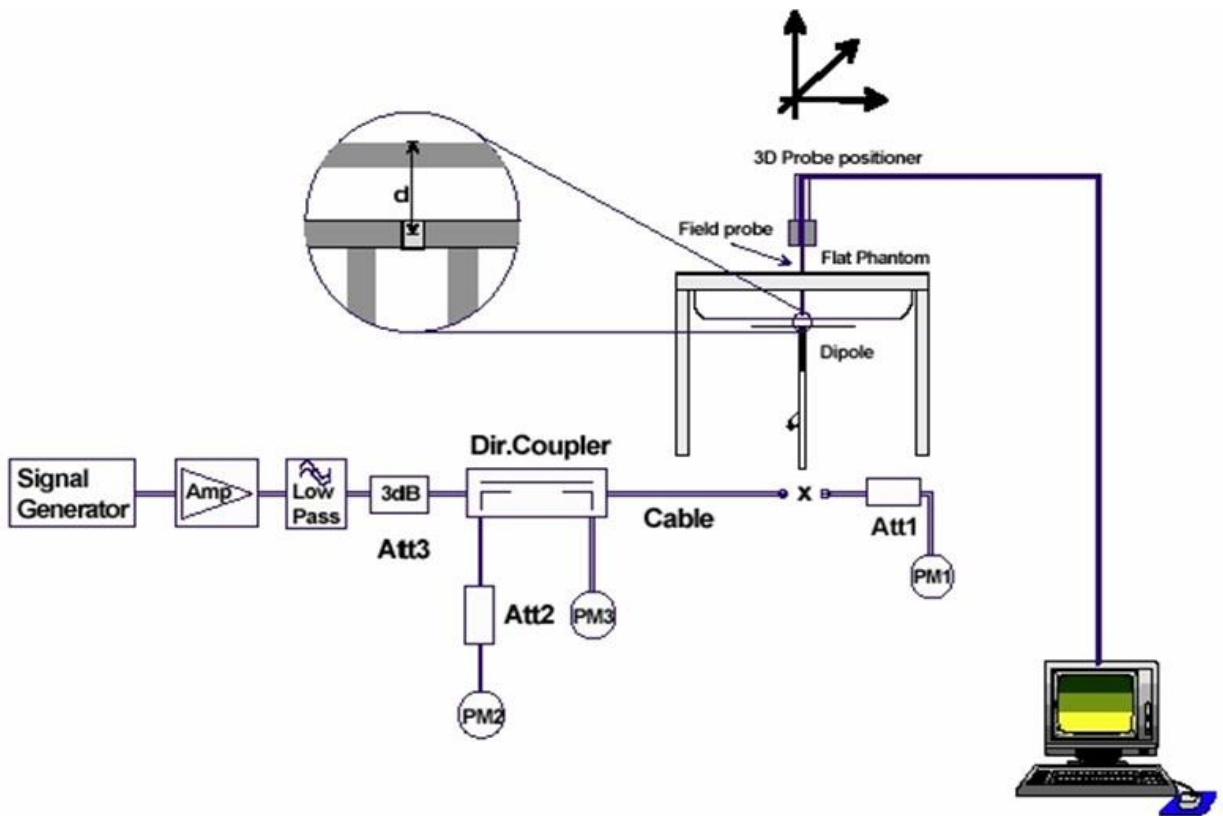 3D Probe positioner
d
Field probe
Flat Phantom
Dipole
Dir.Coupler
Signal
Generator
Amp
Low
Pass
3dB
Att3
Cable
x
Att1
PM1
Att2
PM3
PM2